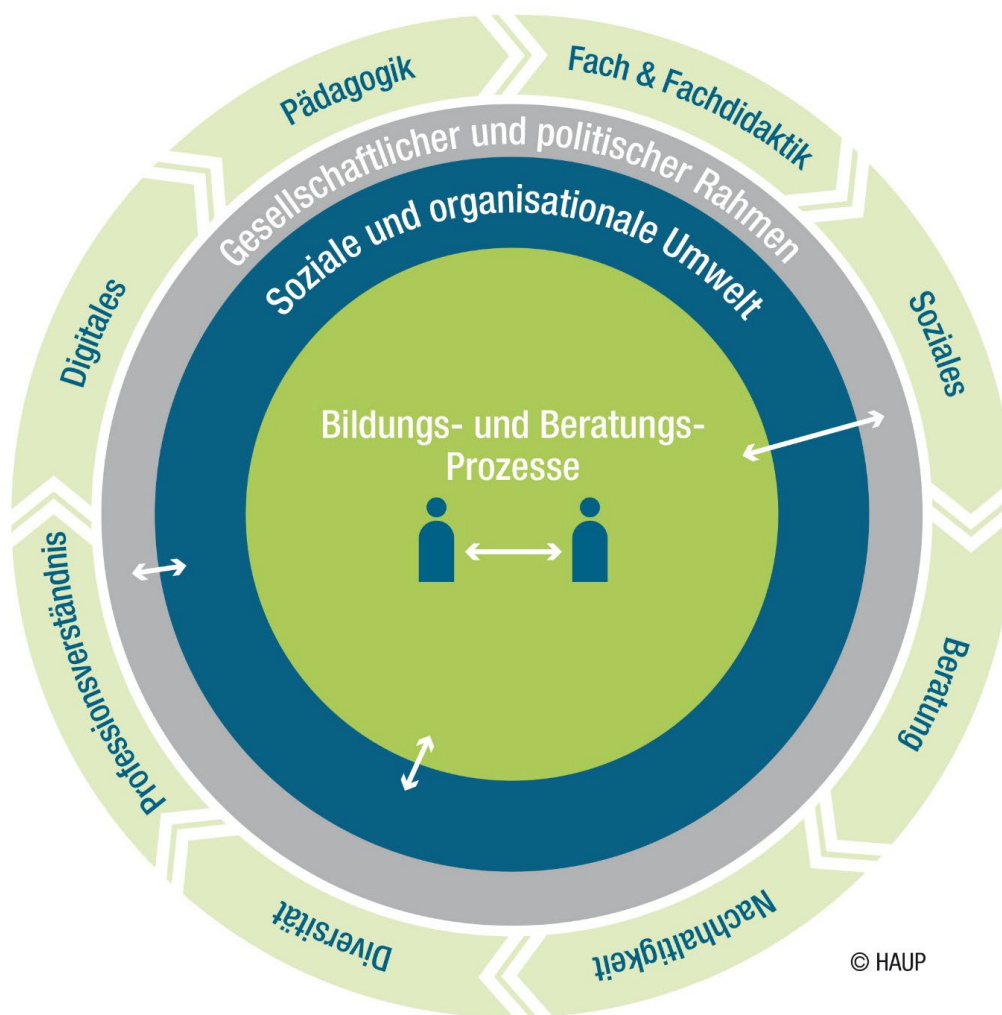 Pädagogik
Fach & Fachdidaktik
Soziales
Beratung
Nachhaltigkeit
Diversität
Professionsverständnis
Digitales
Gesellschaftlicher und politischer Rahmen
Soziale und organisationale Umwelt
Bildungs- und Beratungs-
Prozesse
© HAUP